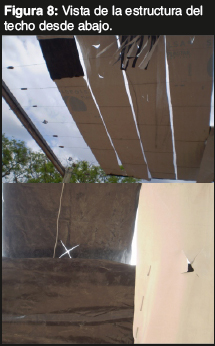 Figura 8: Vista de la estructura del
techo desde abajo.